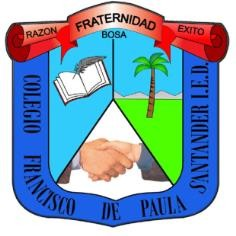 RAZON FRATERNIDAD EXITO
BOSA
COLEGIO FRANCISCO DE PAULA SANTANDER I.E.D.